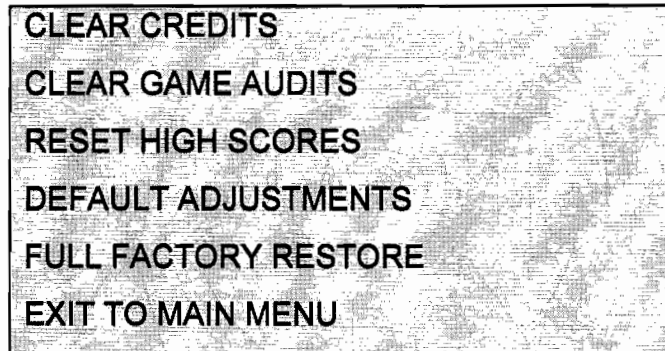 CLEAR CREDITS
CLEAR GAME AUDITS
RESET HIGH SCORES
DEFAULT ADJUSTMENTS
FULL FACTORY RESTORE
EXIT TO MAIN MENU